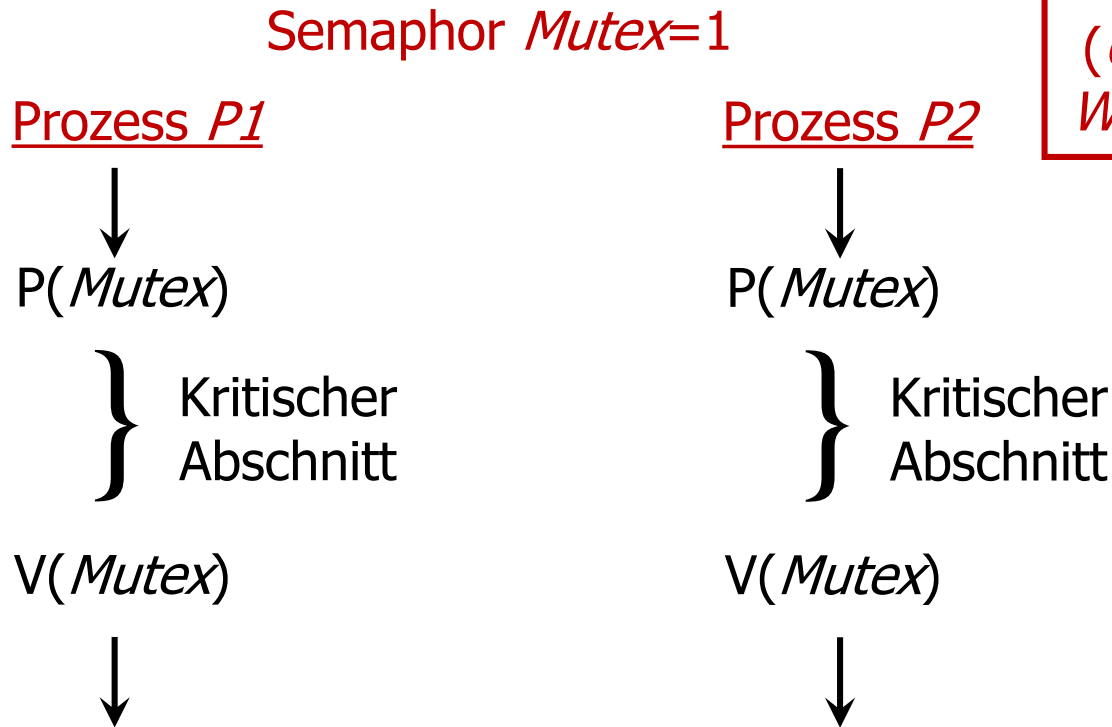 Semaphor Mutex=1
Prozess P1
Prozess P2
P(Mutex)
P(Mutex)
Kritischer
Abschnitt
Kritischer
Abschnitt
V(Mutex)
V(Mutex)